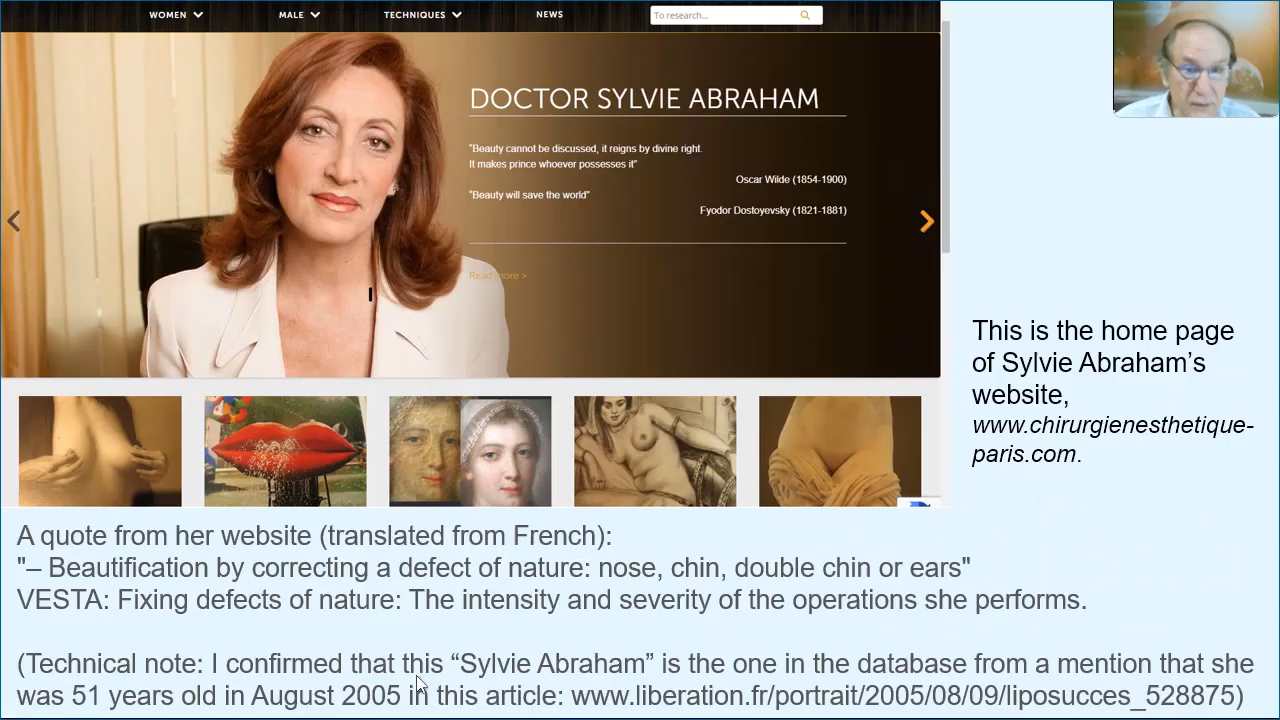 WOMEN
MALE
TECHNIQUES
NEWS
To research...
DOCTOR SYLVIE ABRAHAM
"Beauty cannot be discussed, it reigns by divine right.
It makes prince whoever possesses it"
Oscar Wilde (1854-1900)
"Beauty will save the world"
Fyodor Dostoyevsky (1821-1881)
Read more >
This is the home page
of Sylvie Abraham’s
website,
www.chirurgienesthetique-
paris.com.
A quote from her website (translated from French):
"– Beautification by correcting a defect of nature: nose, chin, double chin or ears"
VESTA: Fixing defects of nature: The intensity and severity of the operations she performs.
(Technical note: I confirmed that this “Sylvie Abraham” is the one in the database from a mention that she
was 51 years old in August 2005 in this article: www.liberation.fr/portrait/2005/08/09/liposucces_528875)